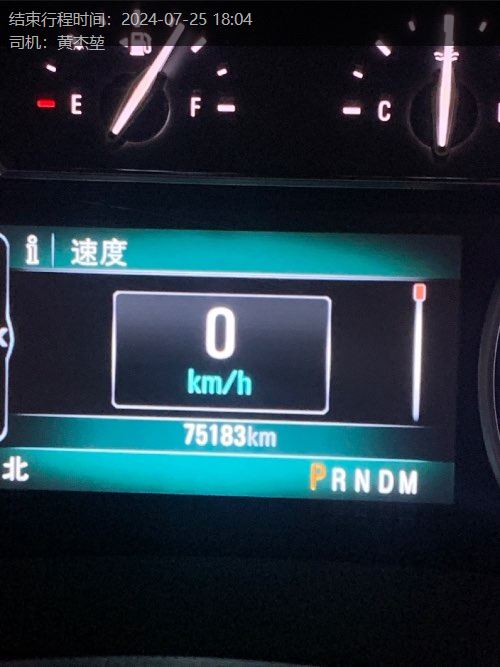 结束行程时间：2024-07-25 18:04
司机：黄杰堃
E F C
i 速度
0
km/h
75183km
北 PRNDM